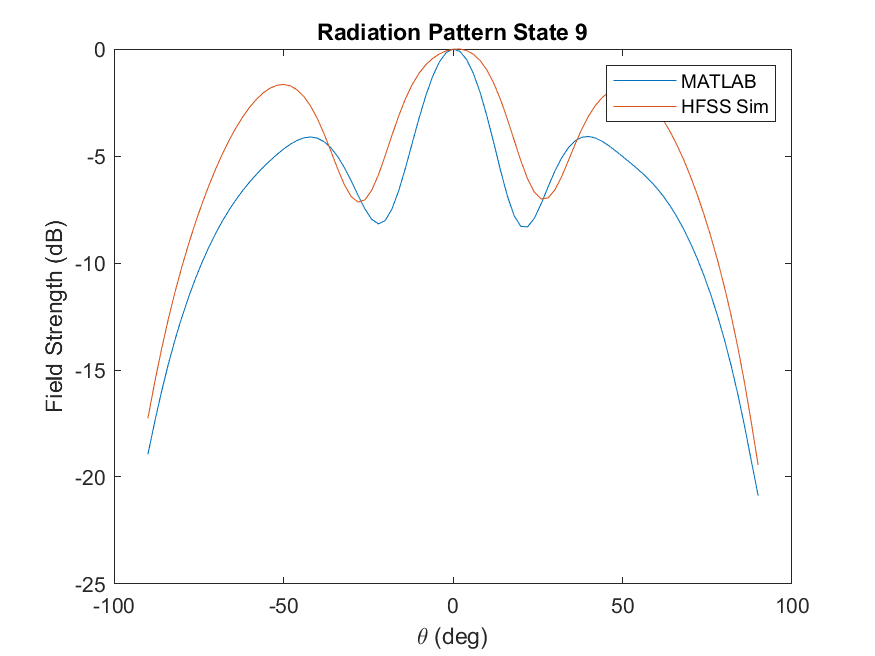 Radiation Pattern State 9
MATLAB
HFSS Sim
0
-5
-10
-15
-20
-25
Field Strength (dB)
-100
-50
0
50
100
θ (deg)